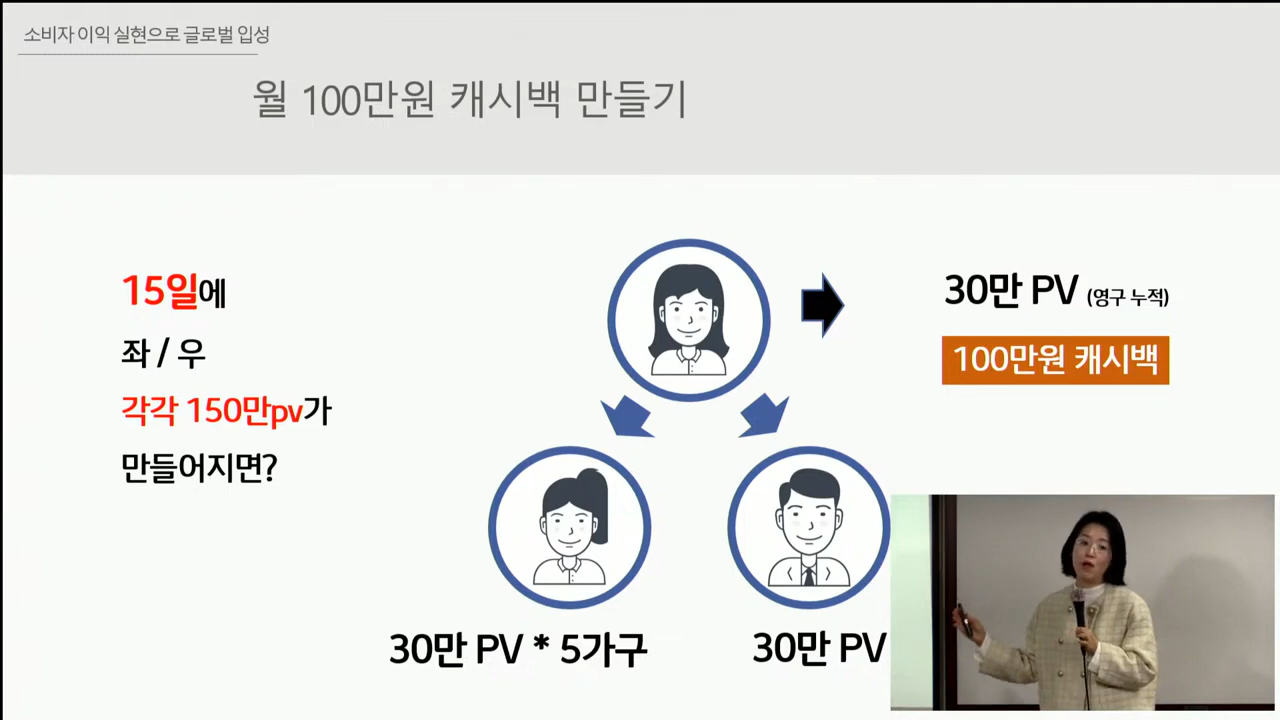 소비자 이익 실현으로 글로벌 입성
월 100만원 캐시백 만들기
15일에
좌 / 우
각각 150만pv가
만들어지면?
30만 PV (영구 누적)
100만원 캐시백
30만 PV * 5가구
30만 PV